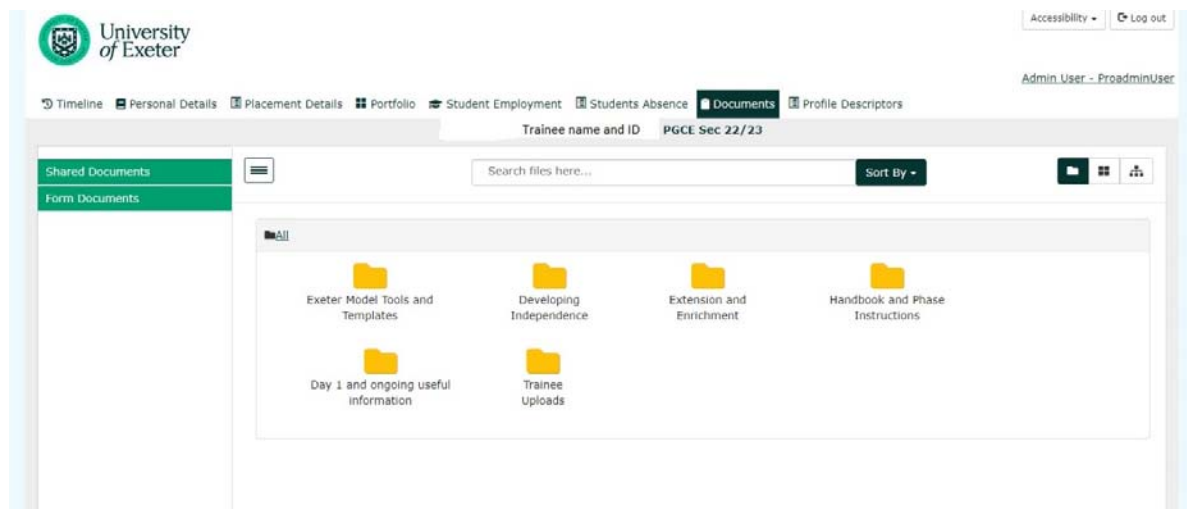 University
of Exeter
Accessibility
Log out
Admin User - ProadminUser
Timeline Personal Details Placement Details Portfolio Student Employment Students Absence Documents Profile Descriptors
Trainee name and ID PGCE Sec 22/23
Shared Documents
Form Documents
Search files here...
Sort By
All
Exeter Model Tools and
Templates
Developing
Independence
Extension and
Enrichment
Handbook and Phase
Instructions
Day 1 and ongoing useful
information
Trainee
Uploads